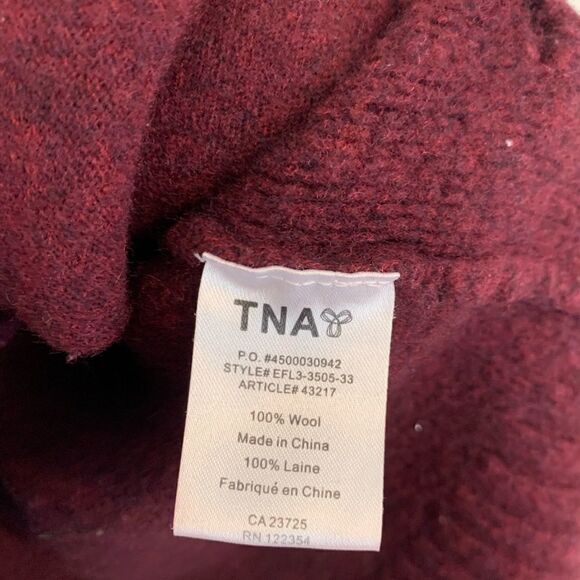 TNA
P.O. #4500030942
STYLE# EFL3-3505-33
ARTICLE# 43217
100% Wool
Made in China
100% Laine
Fabriqué en Chine
CA 23725
RN 122354